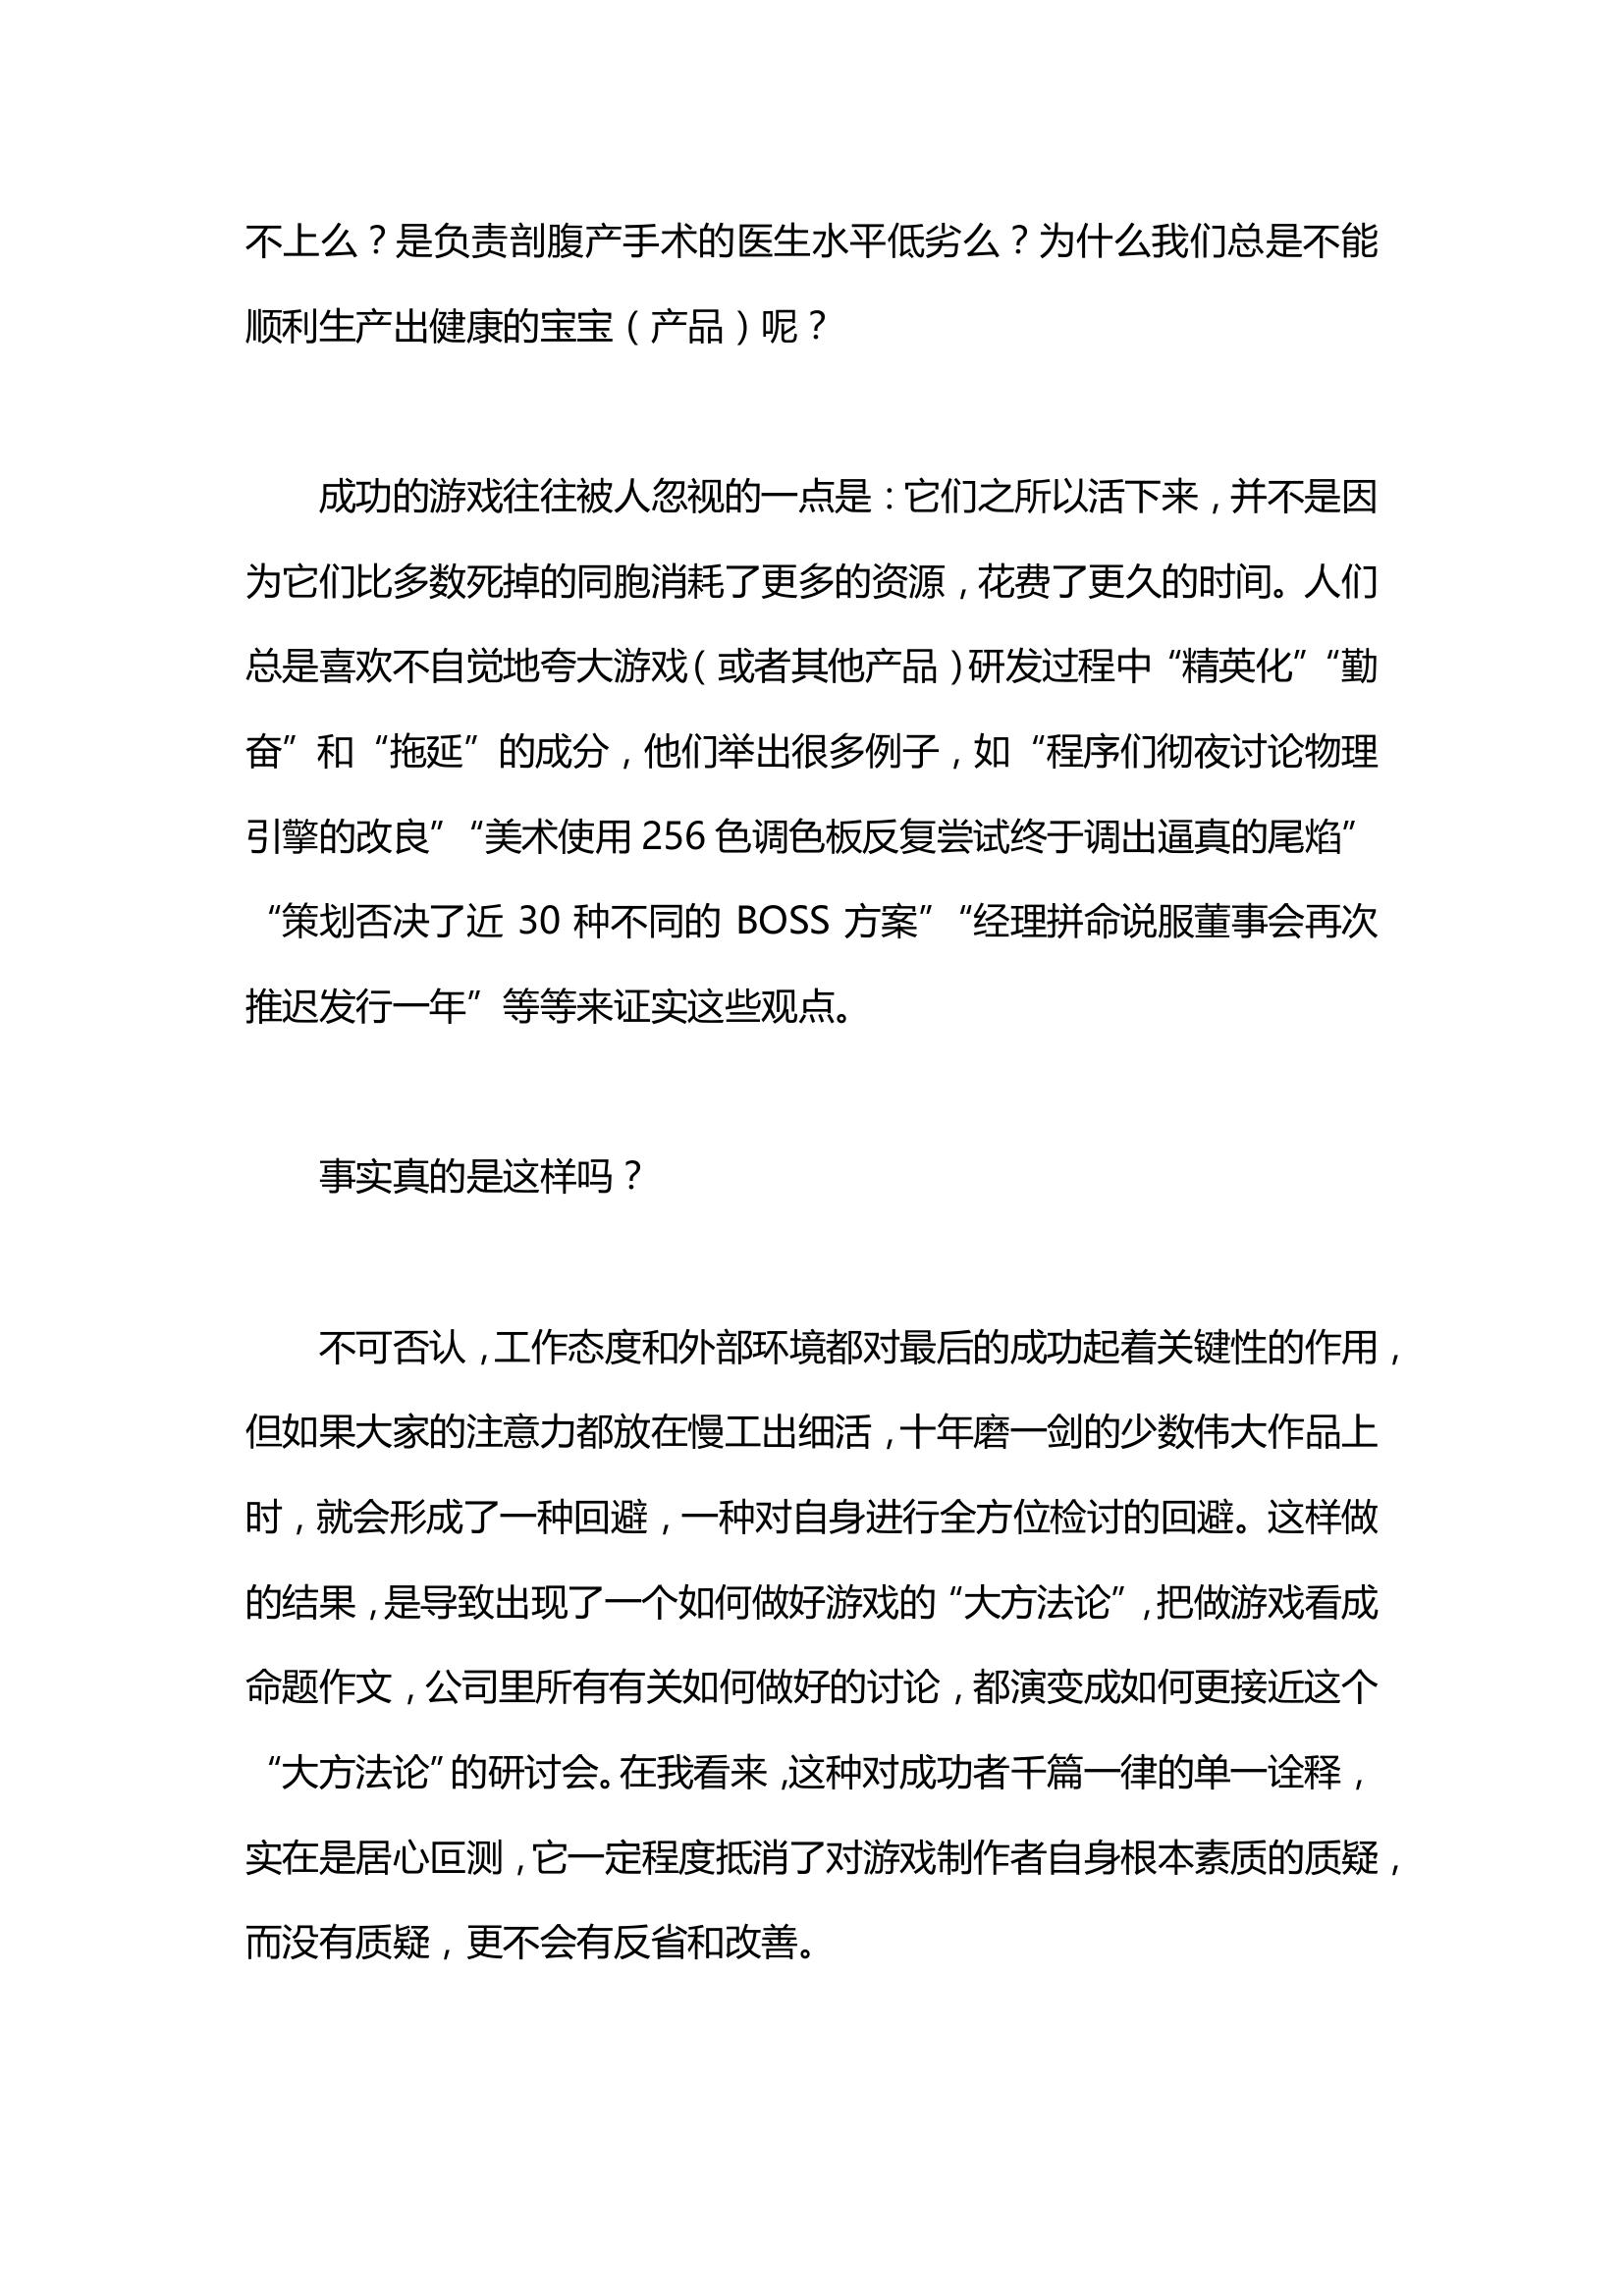 不上么？是负责剖腹产手术的医生水平低劣么？为什么我们总是不能
顺利生产出健康的宝宝（产品）呢？
成功的游戏往往被人忽视的一点是：它们之所以活下来，并不是因
为它们比多数死掉的同胞消耗了更多的资源，花费了更久的时间。人们
总是喜欢不自觉地夸大游戏（或者其他产品）研发过程中“精英化”“勤
奋”和“拖延”的成分，他们举出很多例子，如“程序们彻夜讨论物理
引擎的改良”“美术使用 256 色调色板反复尝试终于调出逼真的尾焰”
“策划否决了近 30 种不同的 BOSS 方案”“经理拼命说服董事会再次
推迟发行一年”等等来证实这些观点。
事实真的是这样吗？
不可否认，工作态度和外部环境都对最后的成功起着关键性的作用，
但如果大家的注意力都放在慢工出细活，十年磨一剑的少数伟大作品上
时，就会形成了一种回避，一种对自身进行全方位检讨的回避。这样做
的结果，是导致出现了一个如何做好游戏的“大方法论”，把做游戏看成
命题作文，公司里所有有关如何做好的讨论，都演变成如何更接近这个
“大方法论”的研讨会。在我看来，这种对成功者千篇一律的单一诠释，
实在是居心叵测，它一定程度抵消了对游戏制作者自身根本素质的质疑，
而没有质疑，更不会有反省和改善。